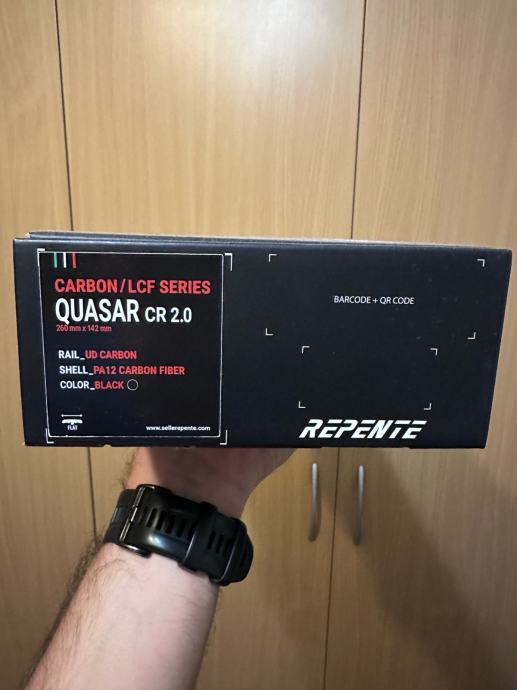 CARBON/LCF SERIES
QUASAR CR 2.0
260 mm x 142 mm
RAIL_UD CARBON
SHELL_PA12 CARBON FIBER
COLOR_BLACK
FLAT
www.sellerepente.com
BARCODE + QR CODE
REPENTE